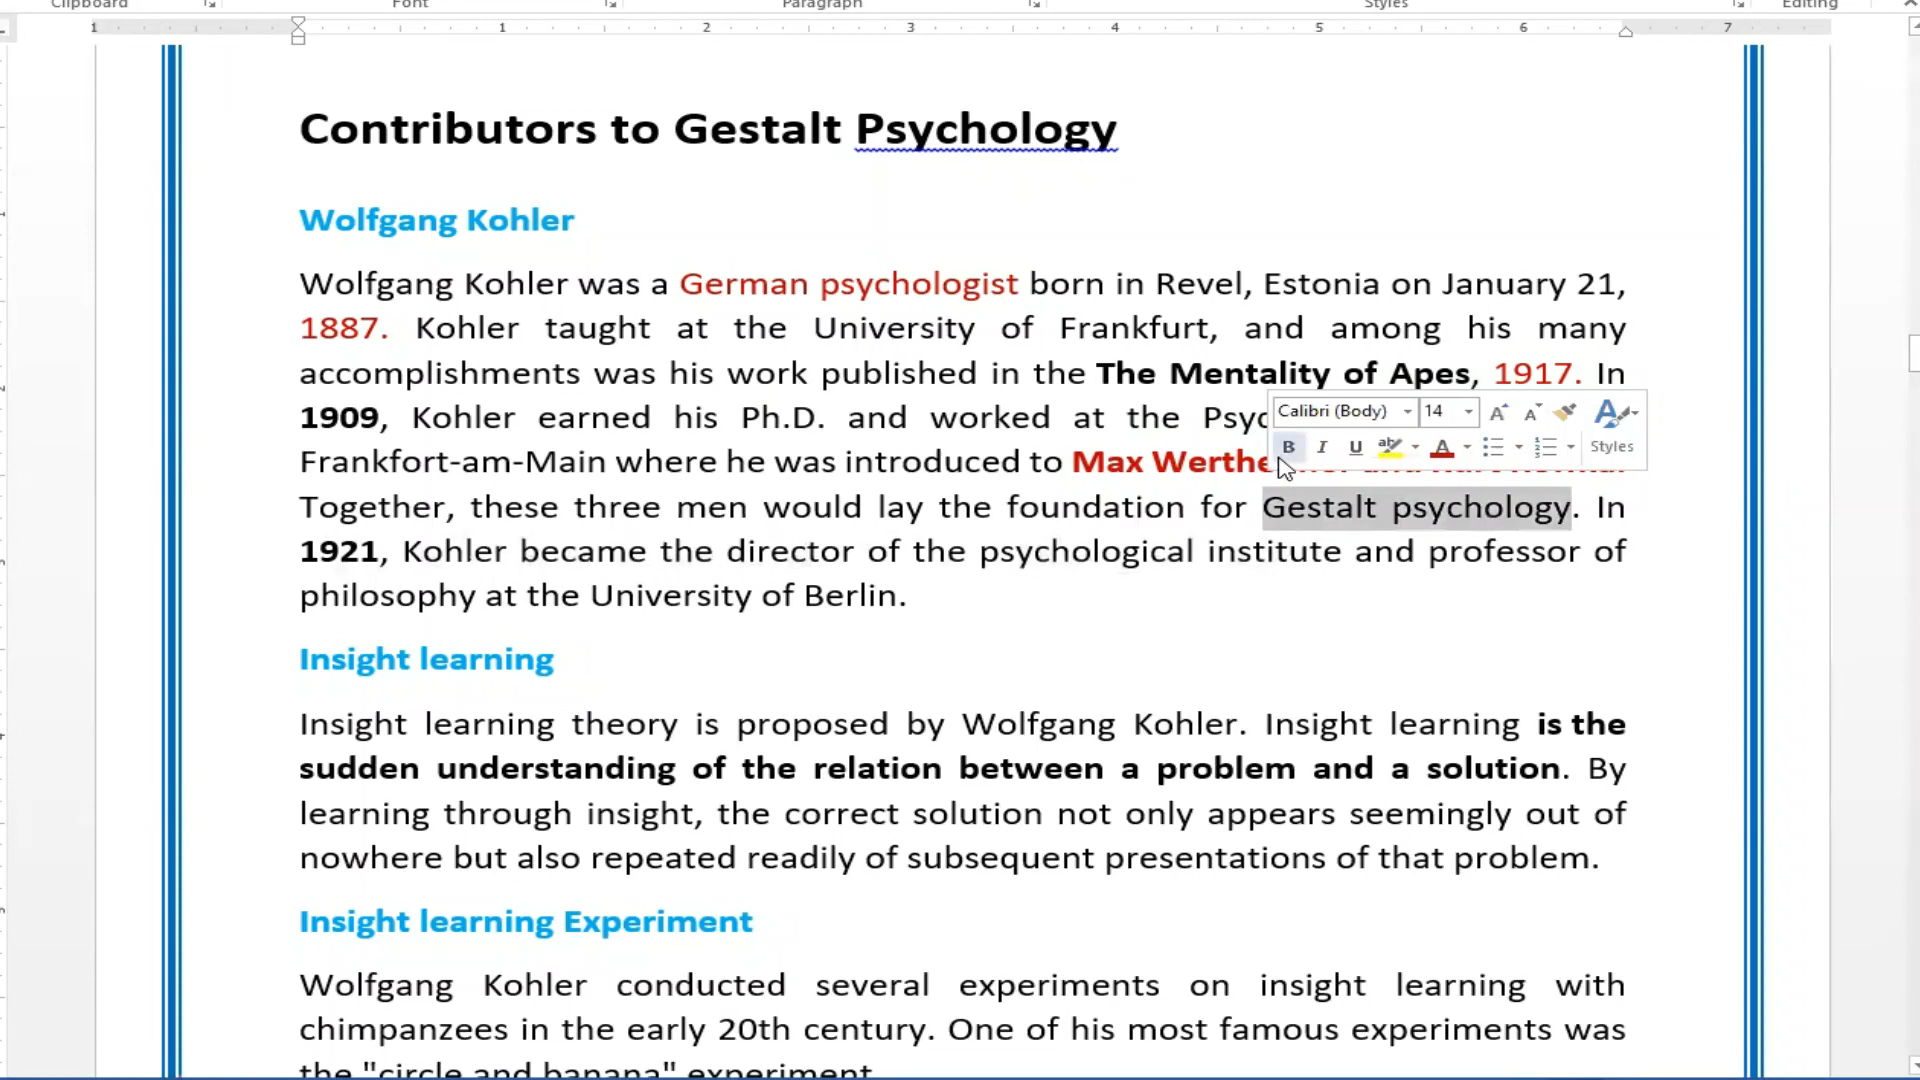 Clipboard Font Paragraph Styles Editing
1 1 2 3 4 5 6 7
Contributors to Gestalt Psychology
Wolfgang Kohler
Wolfgang Kohler was a German psychologist born in Revel, Estonia on January 21,
1887. Kohler taught at the University of Frankfurt, and among his many
accomplishments was his work published in the The Mentality of Apes, 1917. In
Calibri (Body) 14
1909, Kohler earned his Ph.D. and worked at the
B I U Styles
Frankfort-am-Main where he was introduced to Max
Together, these three men would lay the foundation for Gestalt psychology. In
1921, Kohler became the director of the psychological institute and professor of
philosophy at the University of Berlin.
Insight learning
Insight learning theory is proposed by Wolfgang Kohler. Insight learning is the
sudden understanding of the relation between a problem and a solution. By
learning through insight, the correct solution not only appears seemingly out of
nowhere but also repeated readily of subsequent presentations of that problem.
Insight learning Experiment
Wolfgang Kohler conducted several experiments on insight learning with
chimpanzees in the early 20th century. One of his most famous experiments was
the "circle and banana" experiment